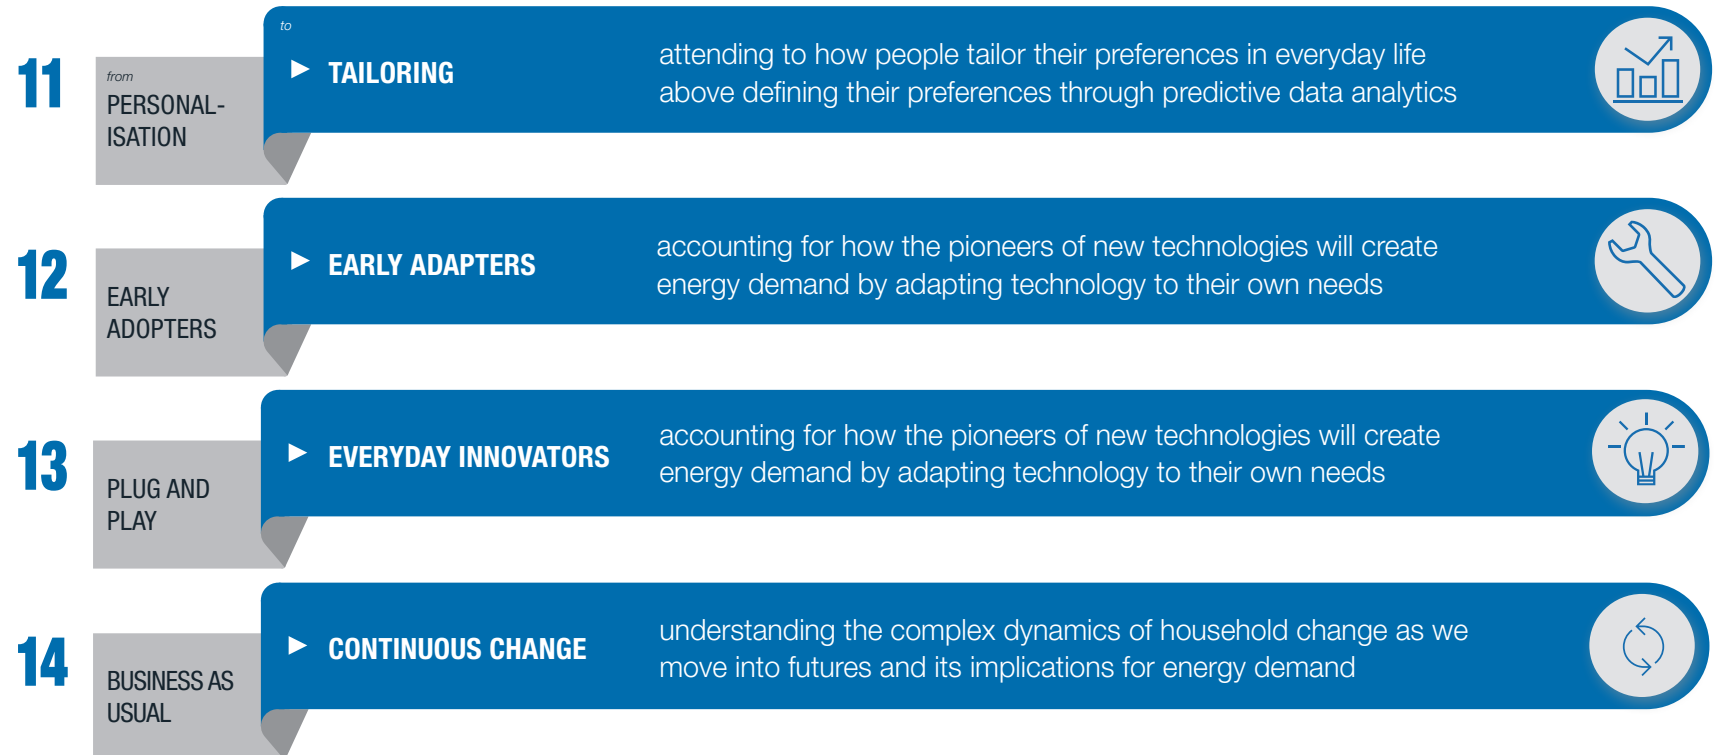 11
from
PERSONAL-
ISATION
to
TAILORING
attending to how people tailor their preferences in everyday life
above defining their preferences through predictive data analytics
12
EARLY
ADOPTERS
EARLY ADAPTERS
accounting for how the pioneers of new technologies will create
energy demand by adapting technology to their own needs
13
PLUG AND
PLAY
EVERYDAY INNOVATORS
accounting for how the pioneers of new technologies will create
energy demand by adapting technology to their own needs
14
BUSINESS AS
USUAL
CONTINUOUS CHANGE
understanding the complex dynamics of household change as we
move into futures and its implications for energy demand